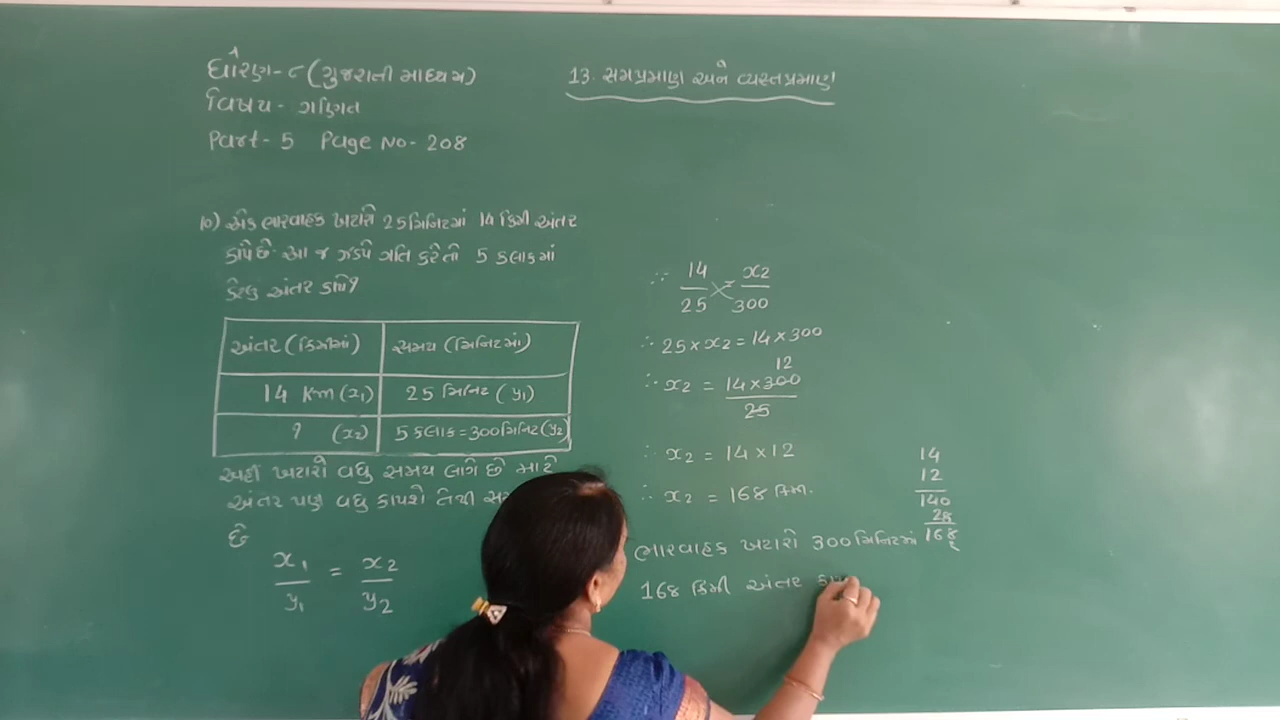 ધોરણ-૮ (ગુજરાતી માધ્યમ)
વિષય - ગણિત
Part-5 Page No-208
13. સમપ્રમાણ અને વ્યસ્તપ્રમાણ
10) એક ભારવાહક ખટારો 25 મિનિટમાં 14 કિમી અંતર
કાપે છે. આ જ ઝડપે ગતિ કરે તો 5 કલાકમાં
કેટલુ અંતર કાપે?
અંતર (કિમીમાં) સમય (મિનિટમાં)
14 Km (x₁) 25 મિનિટ (y₁)
? (x₂) 5 કલાક = 300 મિનિટ (y₂)
અહીં ખટારો વધુ સમય લાગે છે માટે
અંતર પણ વધુ કાપશે તેથી
છે
x₁/y₁ = x₂/y₂
∴ 14/25 = x₂/300
∴ 25 × x₂ = 14 × 300
12
∴ x₂ = 14 × 300/25
∴ x₂ = 14 × 12
∴ x₂ = 168 કિમી.
ભારવાહક ખટારો 300 મિનિટમાં
168 કિમી અંતર
14
12
140
28
168